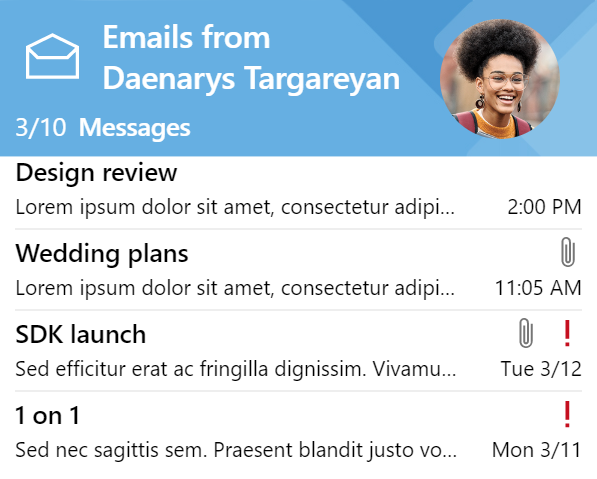 Emails from
Daenarys Targareyan
3/10 Messages
Design review
Lorem ipsum dolor sit amet, consectetur adipi... 2:00 PM
Wedding plans
Lorem ipsum dolor sit amet, consectetur adipi... 11:05 AM
SDK launch !
Sed efficitur erat ac fringilla dignissim. Vivamu... Tue 3/12
1 on 1 !
Sed nec sagittis sem. Praesent blandit justo vo... Mon 3/11